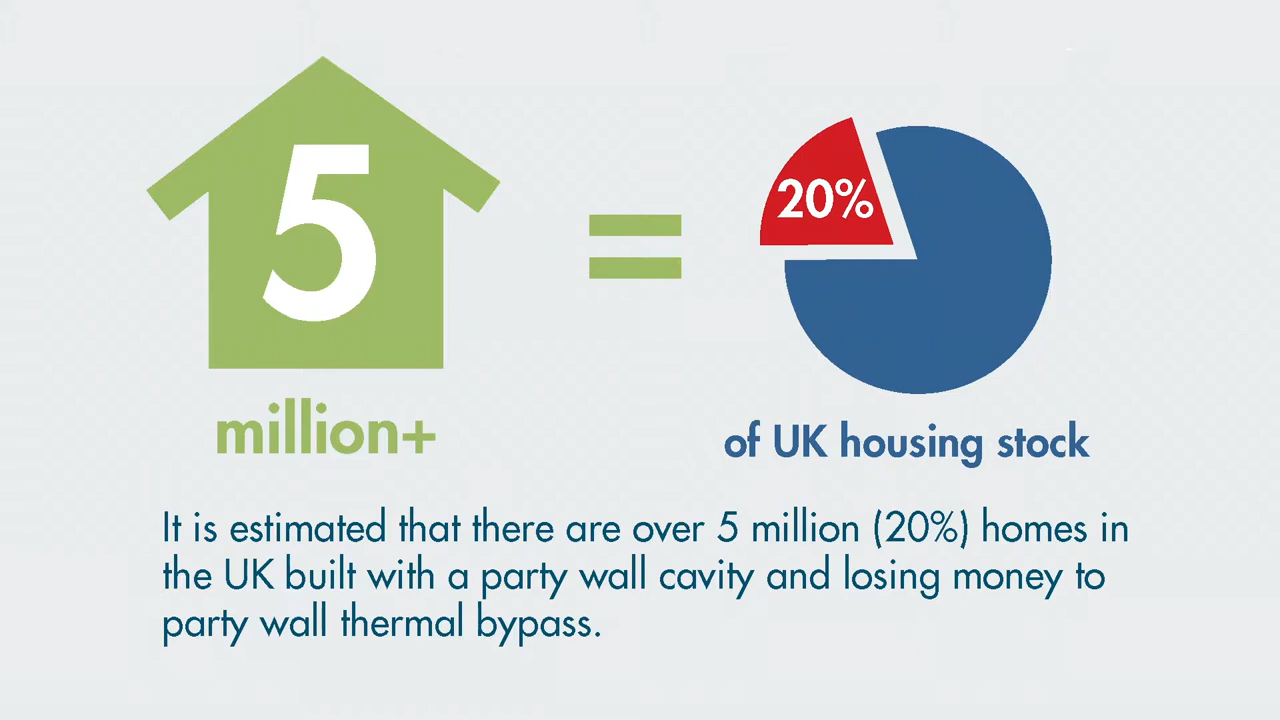 5
million+
=
20%
of UK housing stock
It is estimated that there are over 5 million (20%) homes in
the UK built with a party wall cavity and losing money to
party wall thermal bypass.